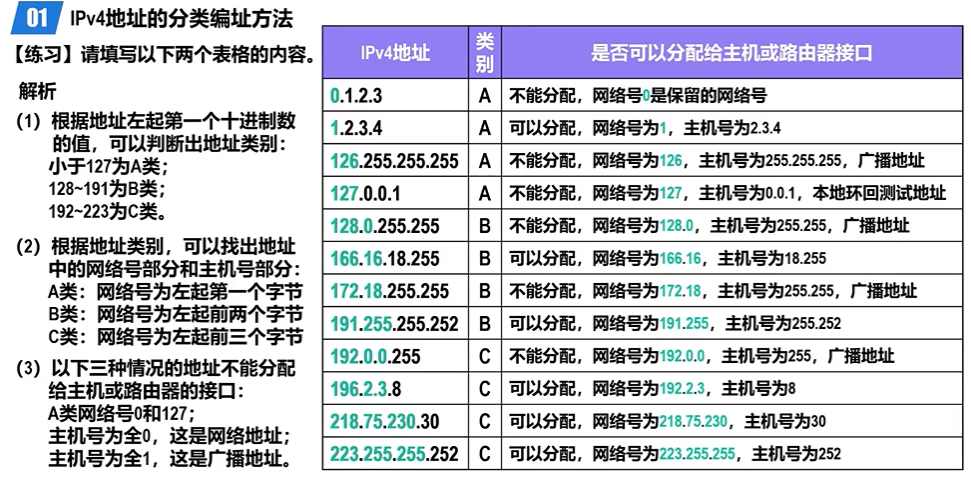 01 IPv4地址的分类编址方法
【练习】请填写以下两个表格的内容。
解析
(1) 根据地址左起第一个十进制数
的值，可以判断出地址类别：
小于127为A类；
128~191为B类；
192~223为C类。
(2) 根据地址类别，可以找出地址
中的网络号部分和主机号部分：
A类：网络号为左起第一个字节
B类：网络号为左起前两个字节
C类：网络号为左起前三个字节
(3) 以下三种情况的地址不能分配
给主机或路由器的接口：
A类网络号0和127；
主机号为全0，这是网络地址；
主机号为全1，这是广播地址。
IPv4地址 类别 是否可以分配给主机或路由器接口
0.1.2.3 A 不能分配，网络号0是保留的网络号
1.2.3.4 A 可以分配，网络号为1，主机号为2.3.4
126.255.255.255 A 不能分配，网络号为126，主机号为255.255.255，广播地址
127.0.0.1 A 不能分配，网络号为127，主机号为0.0.1，本地环回测试地址
128.0.255.255 B 不能分配，网络号为128.0，主机号为255.255，广播地址
166.16.18.255 B 可以分配，网络号为166.16，主机号为18.255
172.18.255.255 B 不能分配，网络号为172.18，主机号为255.255，广播地址
191.255.255.252 B 可以分配，网络号为191.255，主机号为255.252
192.0.0.255 C 不能分配，网络号为192.0.0，主机号为255，广播地址
196.2.3.8 C 可以分配，网络号为192.2.3，主机号为8
218.75.230.30 C 可以分配，网络号为218.75.230，主机号为30
223.255.255.252 C 可以分配，网络号为223.255.255，主机号为252